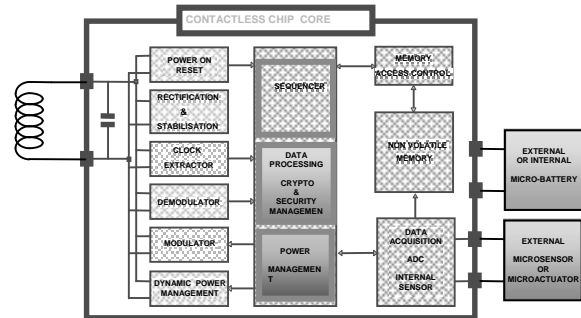 CONTACTLESS CHIP CORE
POWER ON
RESET
RECTIFICATION
&
STABILISATION
CLOCK
EXTRACTOR
DEMODULATOR
MODULATOR
DYNAMIC POWER
MANAGEMENT
SEQUENCER
DATA
PROCESSING
CRYPTO
&
SECURITY
MANAGEMEN
POWER
MANAGEMEN
T
MEMORY
ACCESS CONTROL
NON VOLATILE
MEMORY
DATA
ACQUISITION
ADC
INTERNAL
SENSOR
EXTERNAL
OR INTERNAL
MICRO-BATTERY
EXTERNAL
MICROSENSOR
OR
MICROACTUATOR